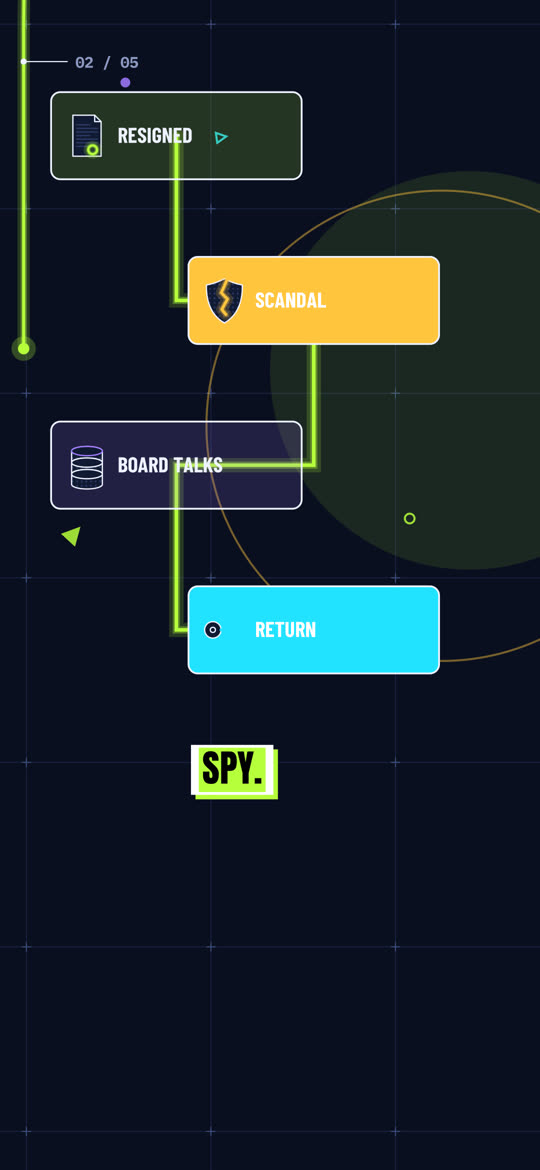 02 / 05
RESIGNED
SCANDAL
BOARD TALKS
RETURN
SPY.